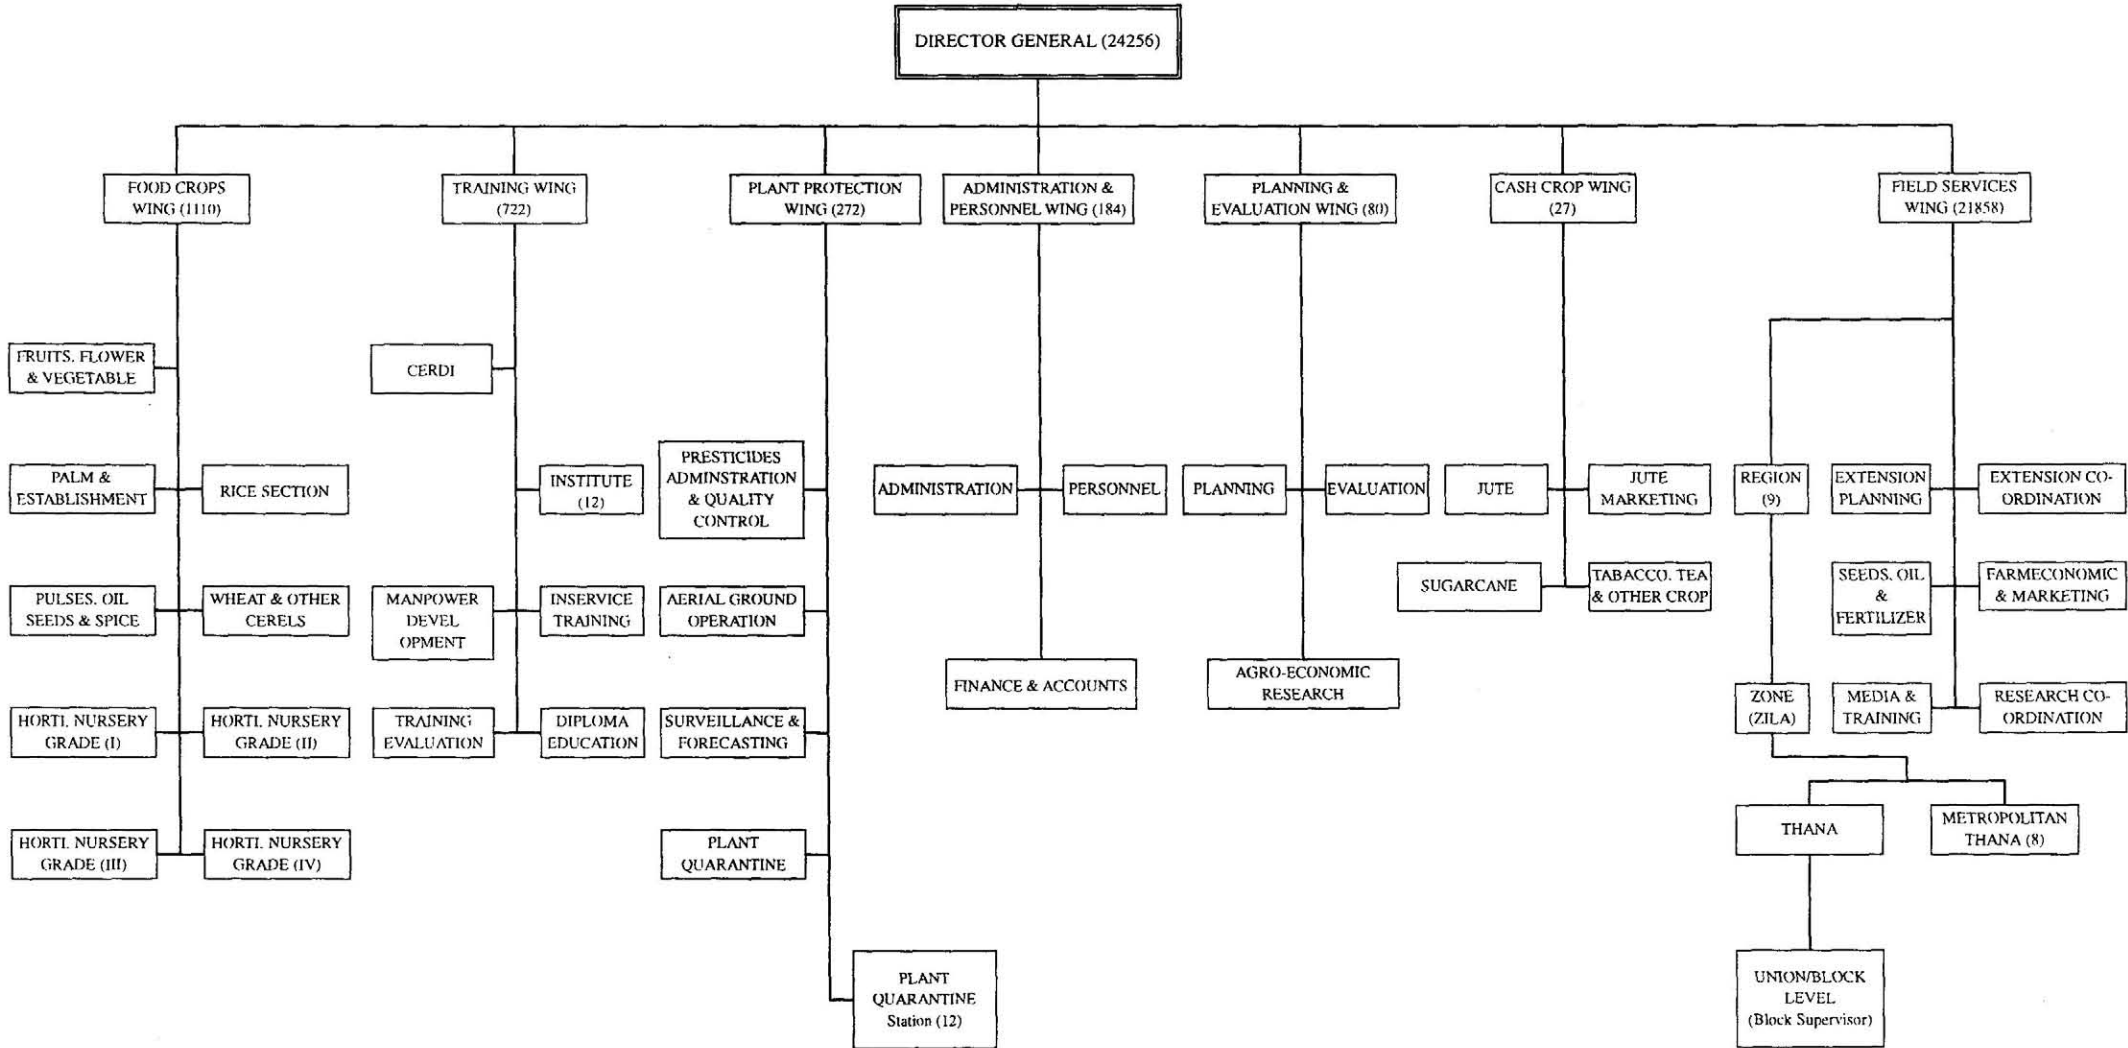 DIRECTOR GENERAL (24256)
FOOD CROPS
WING (1110)
TRAINING WING
(722)
PLANT PROTECTION
WING (272)
ADMINISTRATION &
PERSONNEL WING (184)
PLANNING &
EVALUATION WING (80)
CASH CROP WING
(27)
FIELD SERVICES
WING (21858)
FRUITS. FLOWER
& VEGETABLE
PALM &
ESTABLISHMENT
RICE SECTION
PULSES. OIL
SEEDS & SPICE
WHEAT & OTHER
CERELS
HORTI. NURSERY
GRADE (I)
HORTI. NURSERY
GRADE (II)
HORTI. NURSERY
GRADE (III)
HORTI. NURSERY
GRADE (IV)
CERDI
INSTITUTE
(12)
MANPOWER
DEVEL
OPMENT
INSERVICE
TRAINING
TRAINING
EVALUATION
DIPLOMA
EDUCATION
PRESTICIDES
ADMINSTRATION
& QUALITY
CONTROL
AERIAL GROUND
OPERATION
SURVEILLANCE &
FORECASTING
PLANT
QUARANTINE
PLANT
QUARANTINE
Station (12)
ADMINISTRATION
PERSONNEL
FINANCE & ACCOUNTS
PLANNING
EVALUATION
AGRO-ECONOMIC
RESEARCH
JUTE
JUTE
MARKETING
SUGARCANE
TABACCO. TEA
& OTHER CROP
REGION
(9)
ZONE
(ZILA)
THANA
METROPOLITAN
THANA (8)
UNION/BLOCK
LEVEL
(Block Supervisor)
EXTENSION
PLANNING
EXTENSION CO-
ORDINATION
SEEDS. OIL
&
FERTILIZER
FARMECONOMIC
& MARKETING
MEDIA &
TRAINING
RESEARCH CO-
ORDINATION